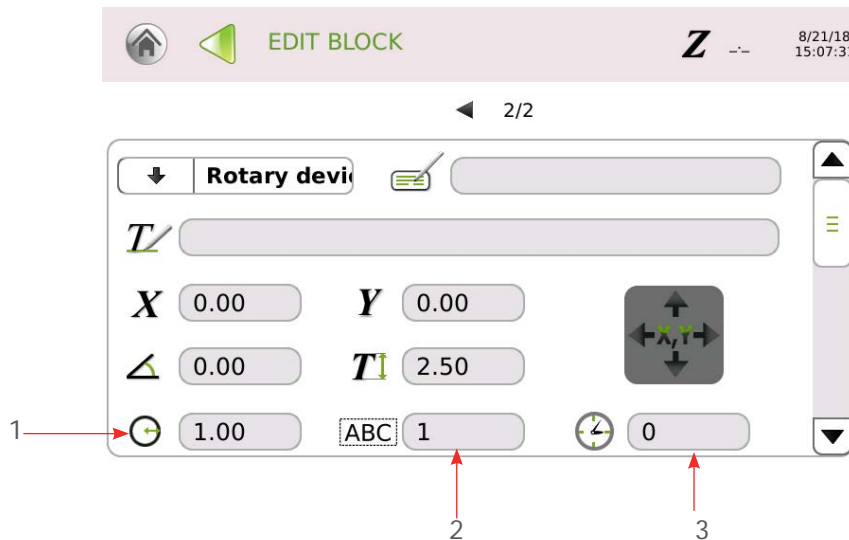 EDIT BLOCK Z -.- 8/21/18
15:07:31
2/2
Rotary devi
T
X 0.00 Y 0.00
X,Y
0.00 T 2.50
1 1.00 ABC 1 0
2 3